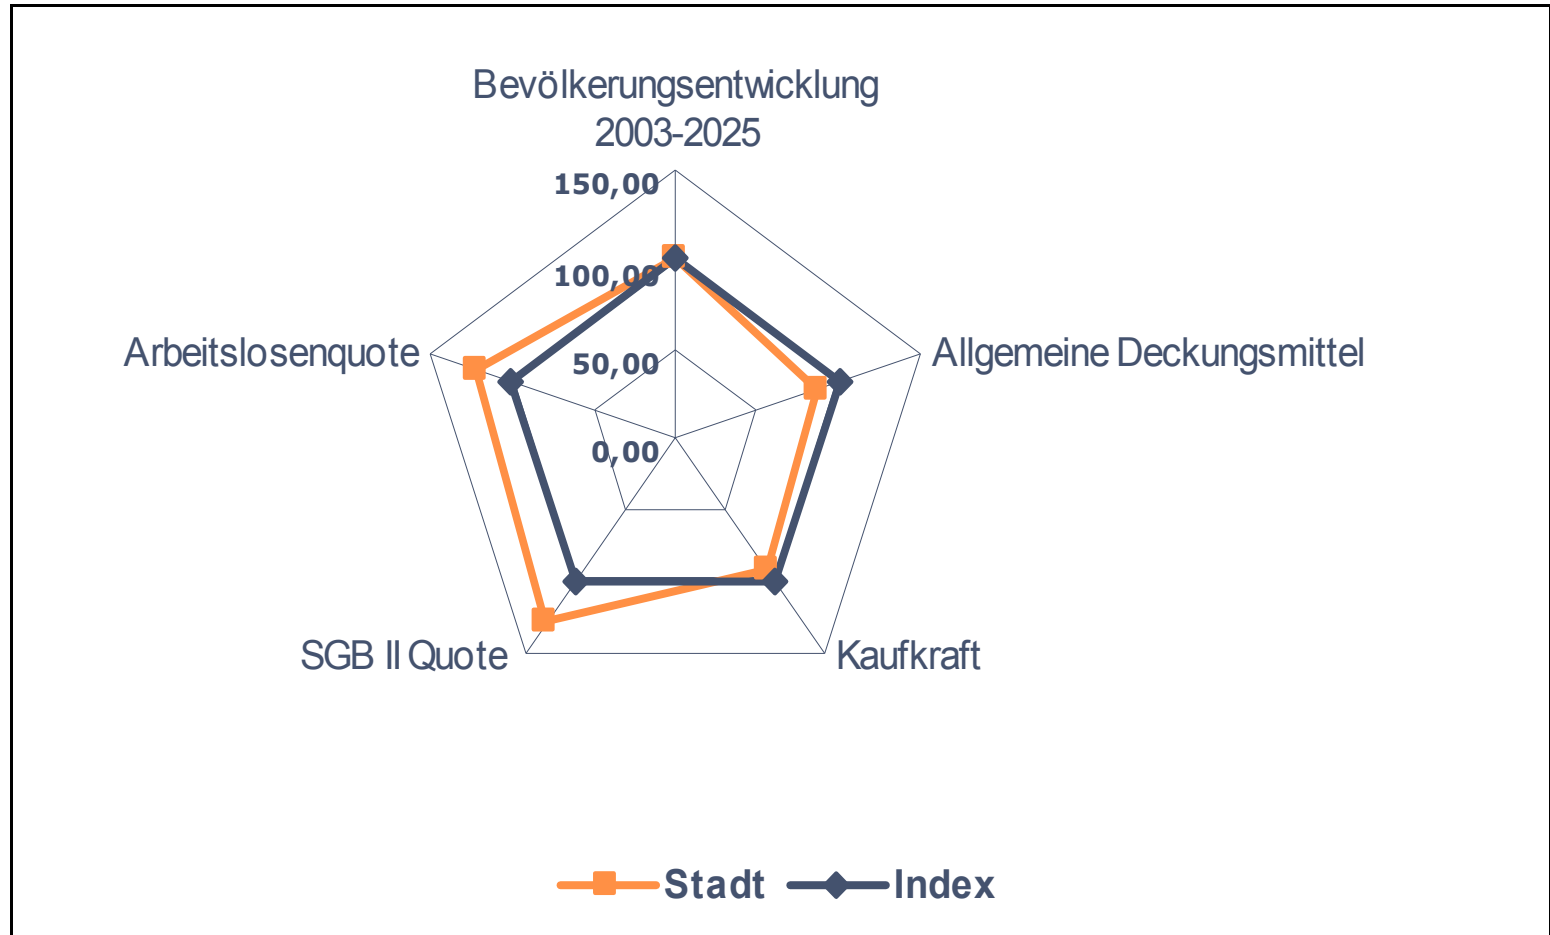 Bevölkerungsentwicklung
2003-2025
150,00
100,00
50,00
0,00
Arbeitslosenquote
Allgemeine Deckungsmittel
SGB II Quote
Kaufkraft
Stadt
Index